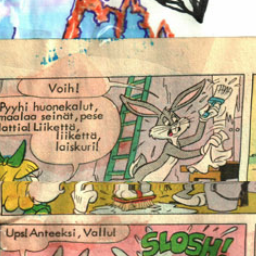 Voih!
Pyyhi huonekalut,
maalaa seinät, pese
lattia! Liikettä,
liikettä,
laiskuri!
Ups! Anteeksi, Vallu!
SLOSH!